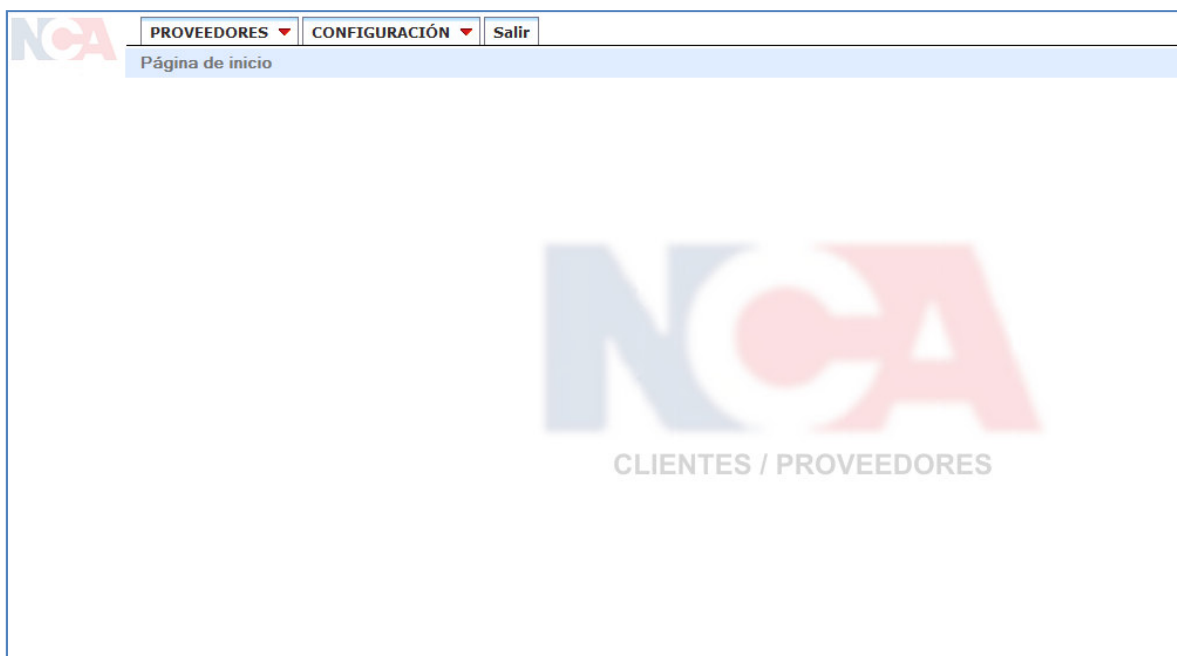 NCA
PROVEEDORES CONFIGURACIÓN Salir
Página de inicio
NCA
CLIENTES / PROVEEDORES